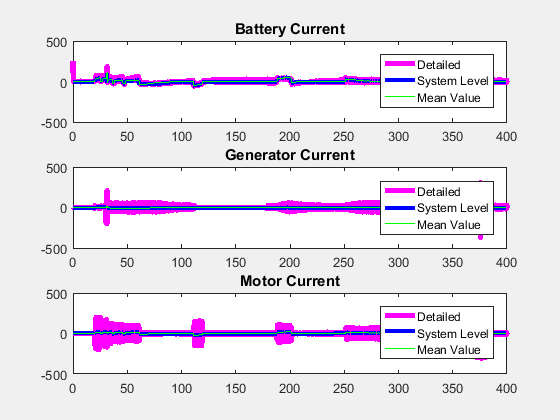 Battery Current
500
0
-500
Detailed
System Level
Mean Value
0 50 100 150 200 250 300 350 400
Generator Current
500
0
-500
Detailed
System Level
Mean Value
0 50 100 150 200 250 300 350 400
Motor Current
500
0
-500
Detailed
System Level
Mean Value
0 50 100 150 200 250 300 350 400